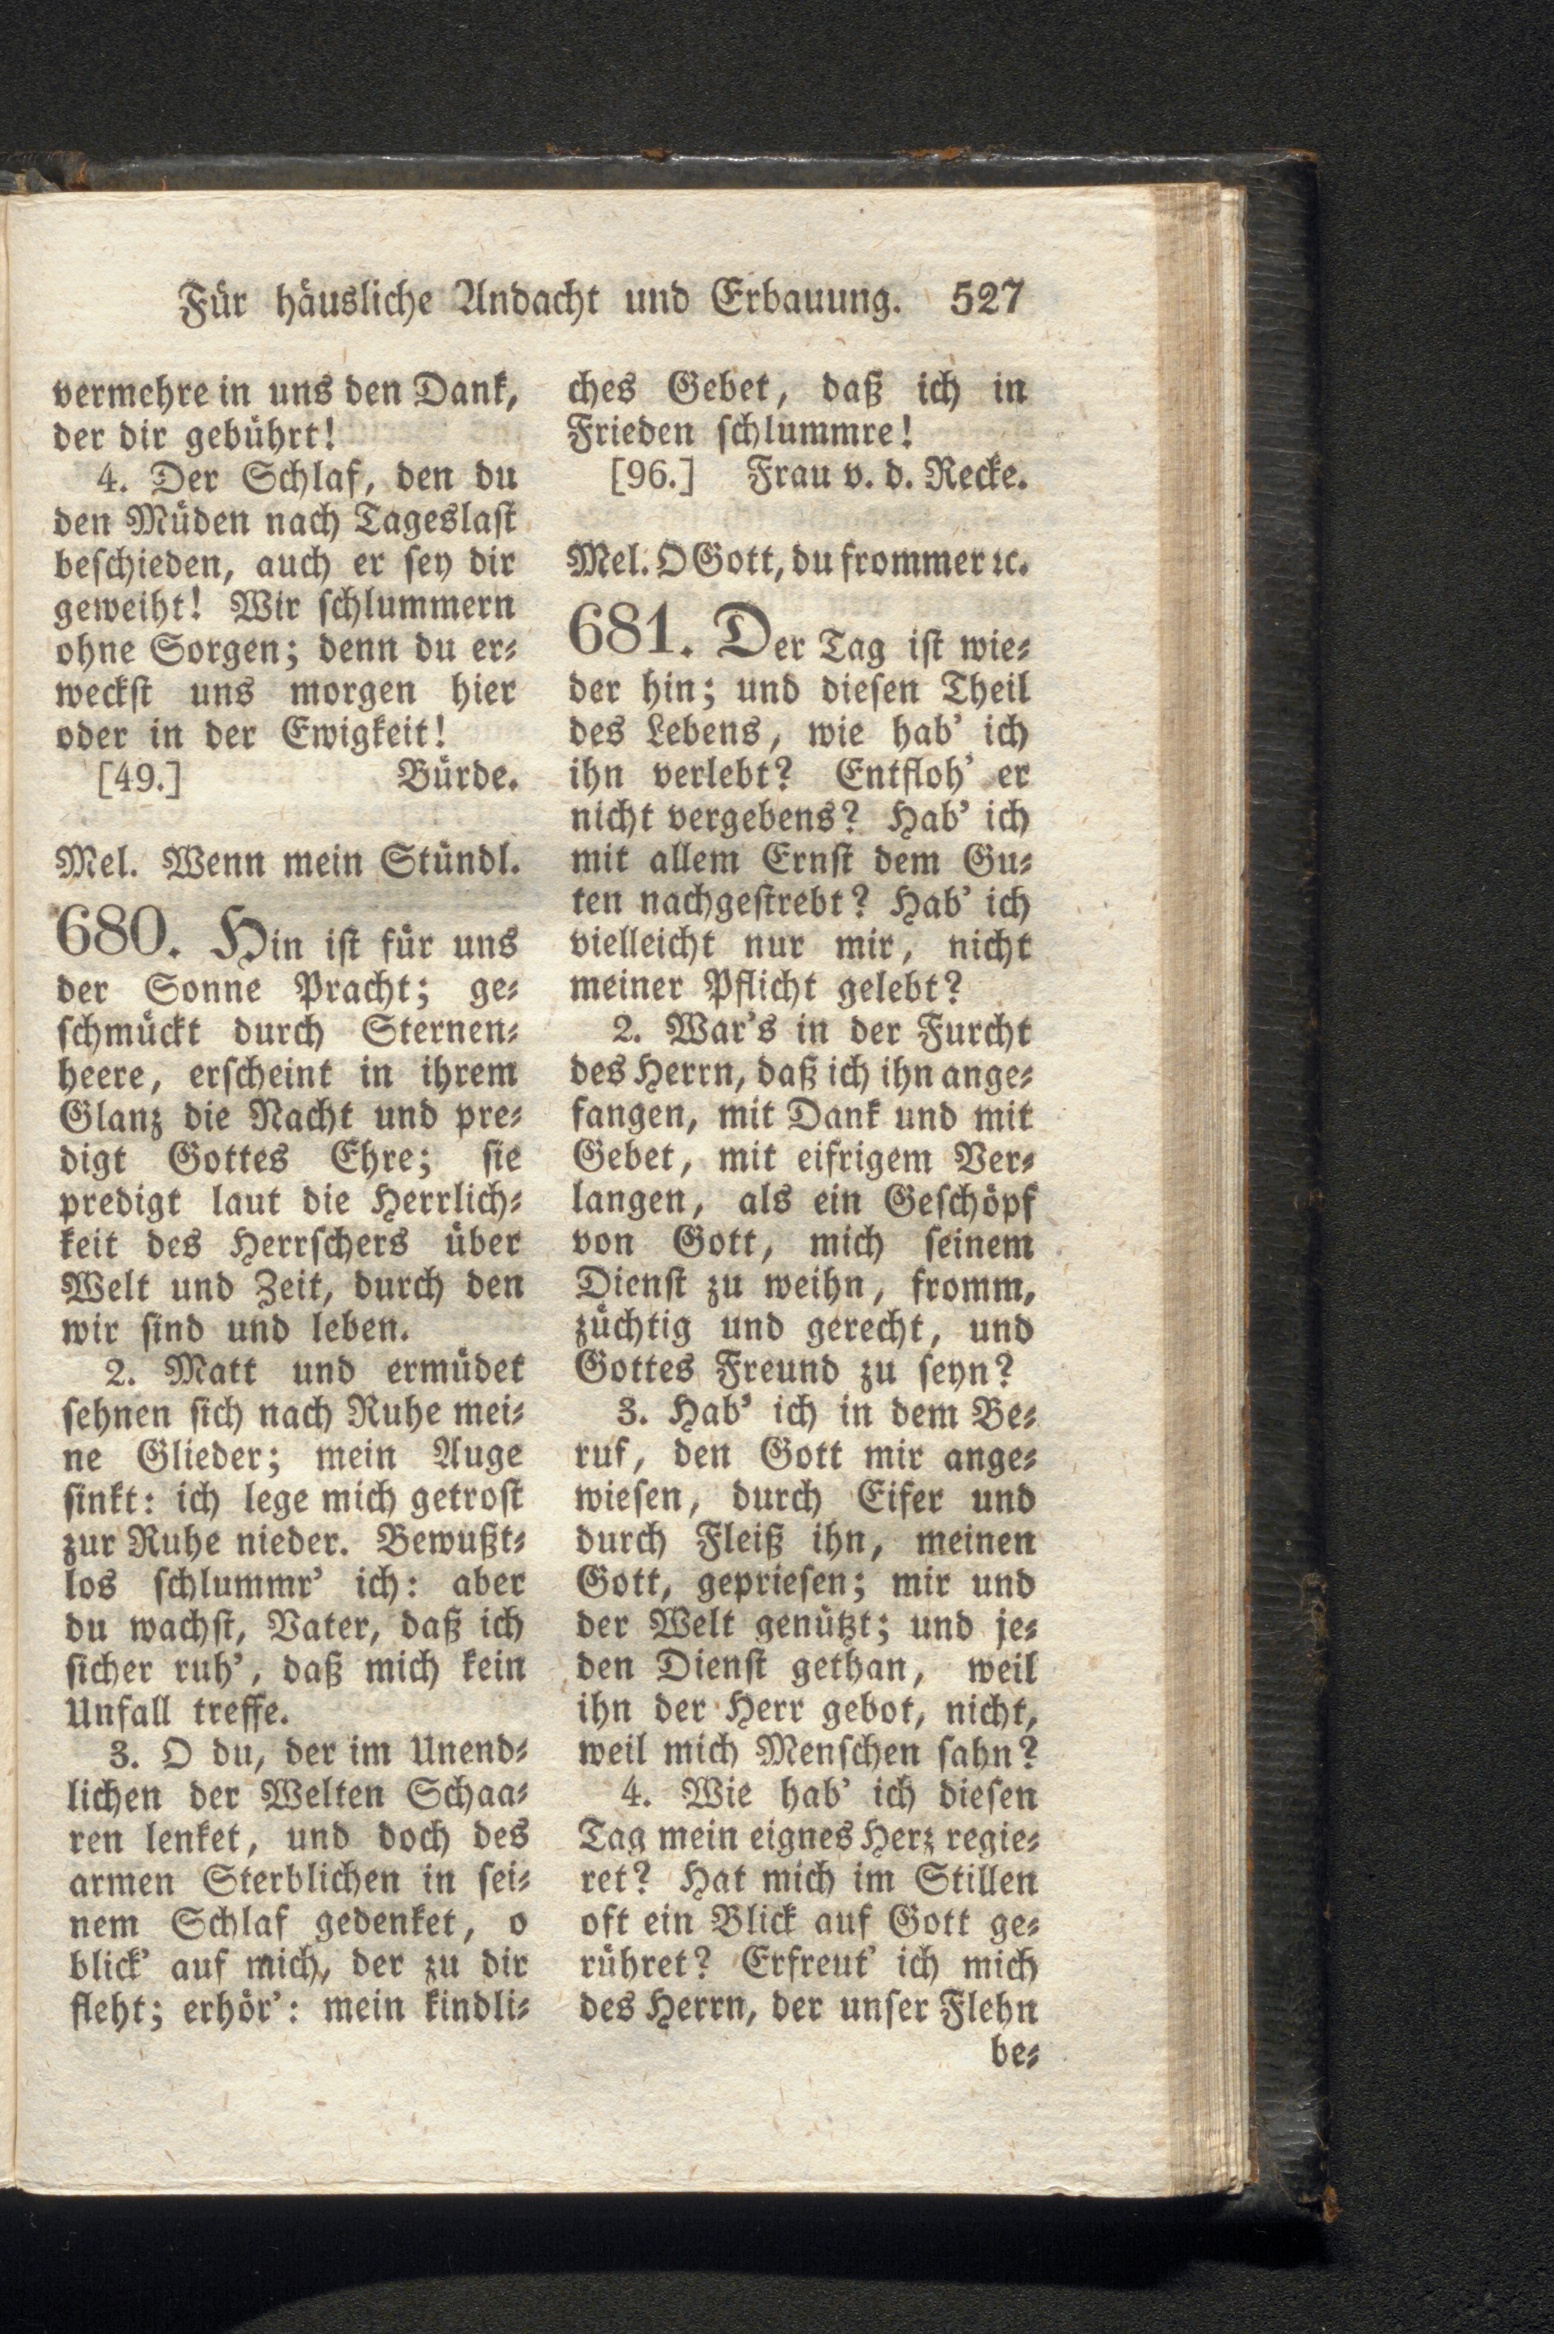 Für häusliche Andacht und Erbauung. 527
vermehre in uns den Dank,
der dir gebührt!
4. Der Schlaf, den du
den Müden nach Tageslast
beschieden, auch er sey dir
geweiht! Wir schlummern
ohne Sorgen; denn du er-
weckst uns morgen hier
oder in der Ewigkeit!
[49.] Bürde.
Mel. Wenn mein Stündl.
680. Hin ist für uns
der Sonne Pracht; ge-
schmückt durch Sternen-
heere, erscheint in ihrem
Glanz die Nacht und pre-
digt Gottes Ehre; sie
predigt laut die Herrlich-
keit des Herrschers über
Welt und Zeit, durch den
wir sind und leben.
2. Matt und ermüdet
sehnen sich nach Ruhe mei-
ne Glieder; mein Auge
sinkt: ich lege mich getrost
zur Ruhe nieder. Bewußt-
los schlummr' ich: aber
du wachst, Vater, daß ich
sicher ruh', daß mich kein
Unfall treffe.
3. O du, der im Unend-
lichen der Welten Schaa-
ren lenket, und doch des
armen Sterblichen in sei-
nem Schlaf gedenket, o
blick' auf mich, der zu dir
fleht; erhör': mein kindli-
ches Gebet, daß ich in
Frieden schlummre!
[96.] Frau v. d. Recke.
Mel. O Gott, du frommer ꝛc.
681. Der Tag ist wie-
der hin; und diesen Theil
des Lebens, wie hab' ich
ihn verlebt? Entfloh' er
nicht vergebens? Hab' ich
mit allem Ernst dem Gu-
ten nachgestrebt? Hab' ich
vielleicht nur mir, nicht
meiner Pflicht gelebt?
2. War's in der Furcht
des Herrn, daß ich ihn ange-
fangen, mit Dank und mit
Gebet, mit eifrigem Ver-
langen, als ein Geschöpf
von Gott, mich seinem
Dienst zu weihn, fromm,
züchtig und gerecht, und
Gottes Freund zu seyn?
3. Hab' ich in dem Be-
ruf, den Gott mir ange-
wiesen, durch Eifer und
durch Fleiß ihn, meinen
Gott, gepriesen; mir und
der Welt genützt; und je-
den Dienst gethan, weil
ihn der Herr gebot, nicht,
weil mich Menschen sahn?
4. Wie hab' ich diesen
Tag mein eignes Herz regie-
ret? Hat mich im Stillen
oft ein Blick auf Gott ge-
rühret? Erfreut' ich mich
des Herrn, der unser Flehn
be-